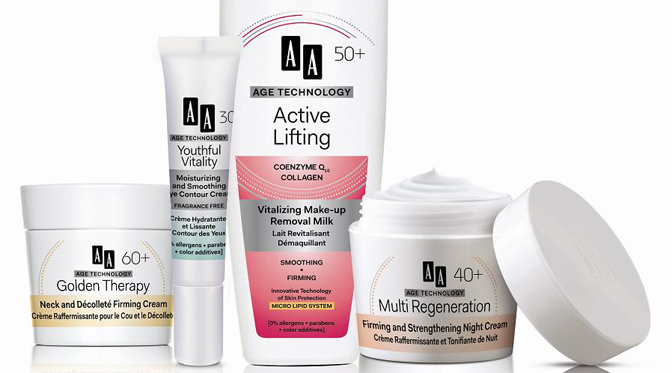 AA 60+
AGE TECHNOLOGY
Golden Therapy
Neck and Décolleté Firming Cream
Crème Raffermissante pour le Cou et le Décolleté
AA 30
AGE TECHNOLOGY
Youthful
Vitality
Moisturizing
and Smoothing
Eye Contour Cream
FRAGRANCE FREE
Crème Hydratante
et Lissante
Contour des Yeux
allergens • parabens
+ color additives]
AA 50+
AGE TECHNOLOGY
Active
Lifting
COENZYME Q10
COLLAGEN
Vitalizing Make-up
Removal Milk
Lait Revitalisant
Démaquillant
SMOOTHING
•
FIRMING
Innovative Technology
of Skin Protection
MICRO LIPID SYSTEM
[0% allergens • parabens
• color additives]
AA 40+
AGE TECHNOLOGY
Multi Regeneration
Firming and Strengthening Night Cream
Crème Raffermissante et Tonifiante de Nuit